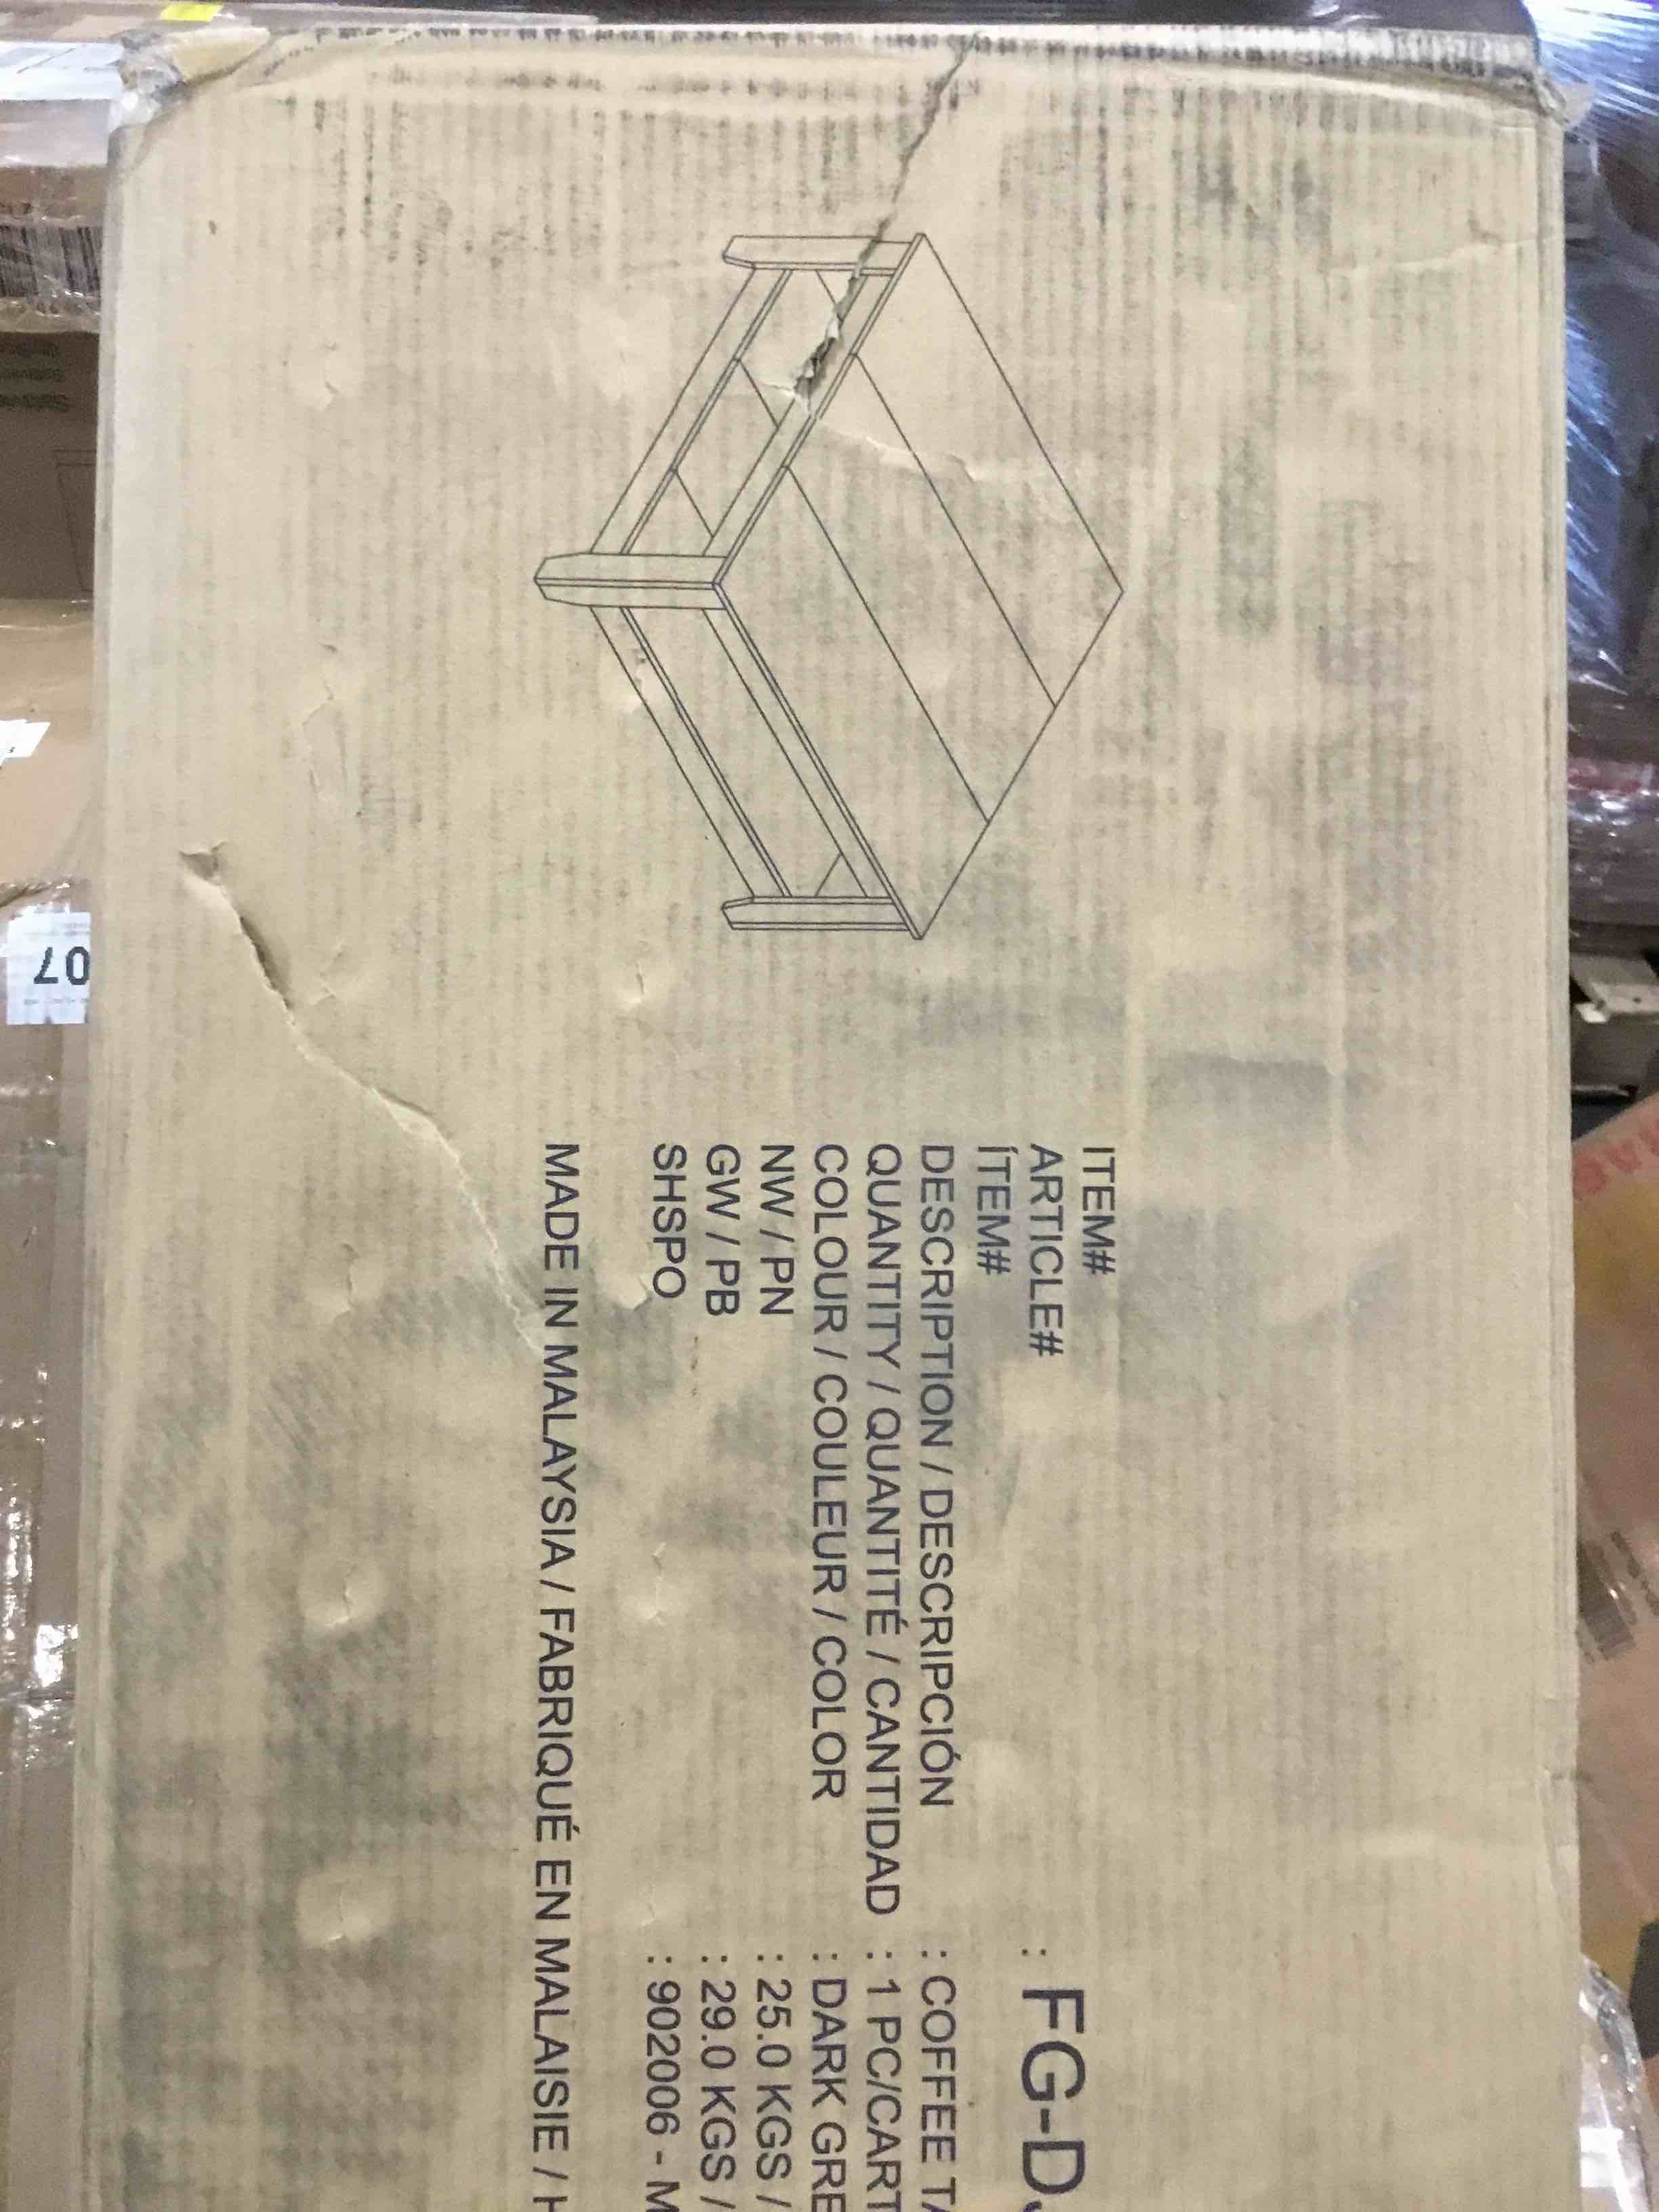 ITEM#
ARTICLE# : FG-D
ÍTEM#
DESCRIPTION / DESCRIPCIÓN : COFFEE TA
QUANTITY / QUANTITÉ / CANTIDAD : 1 PC/CART
COLOUR / COULEUR / COLOR : DARK GRE
NW / PN : 25.0 KGS /
GW / PB : 29.0 KGS /
SHSPO : 902006 - M
MADE IN MALAYSIA / FABRIQUÉ EN MALAISIE / H
07